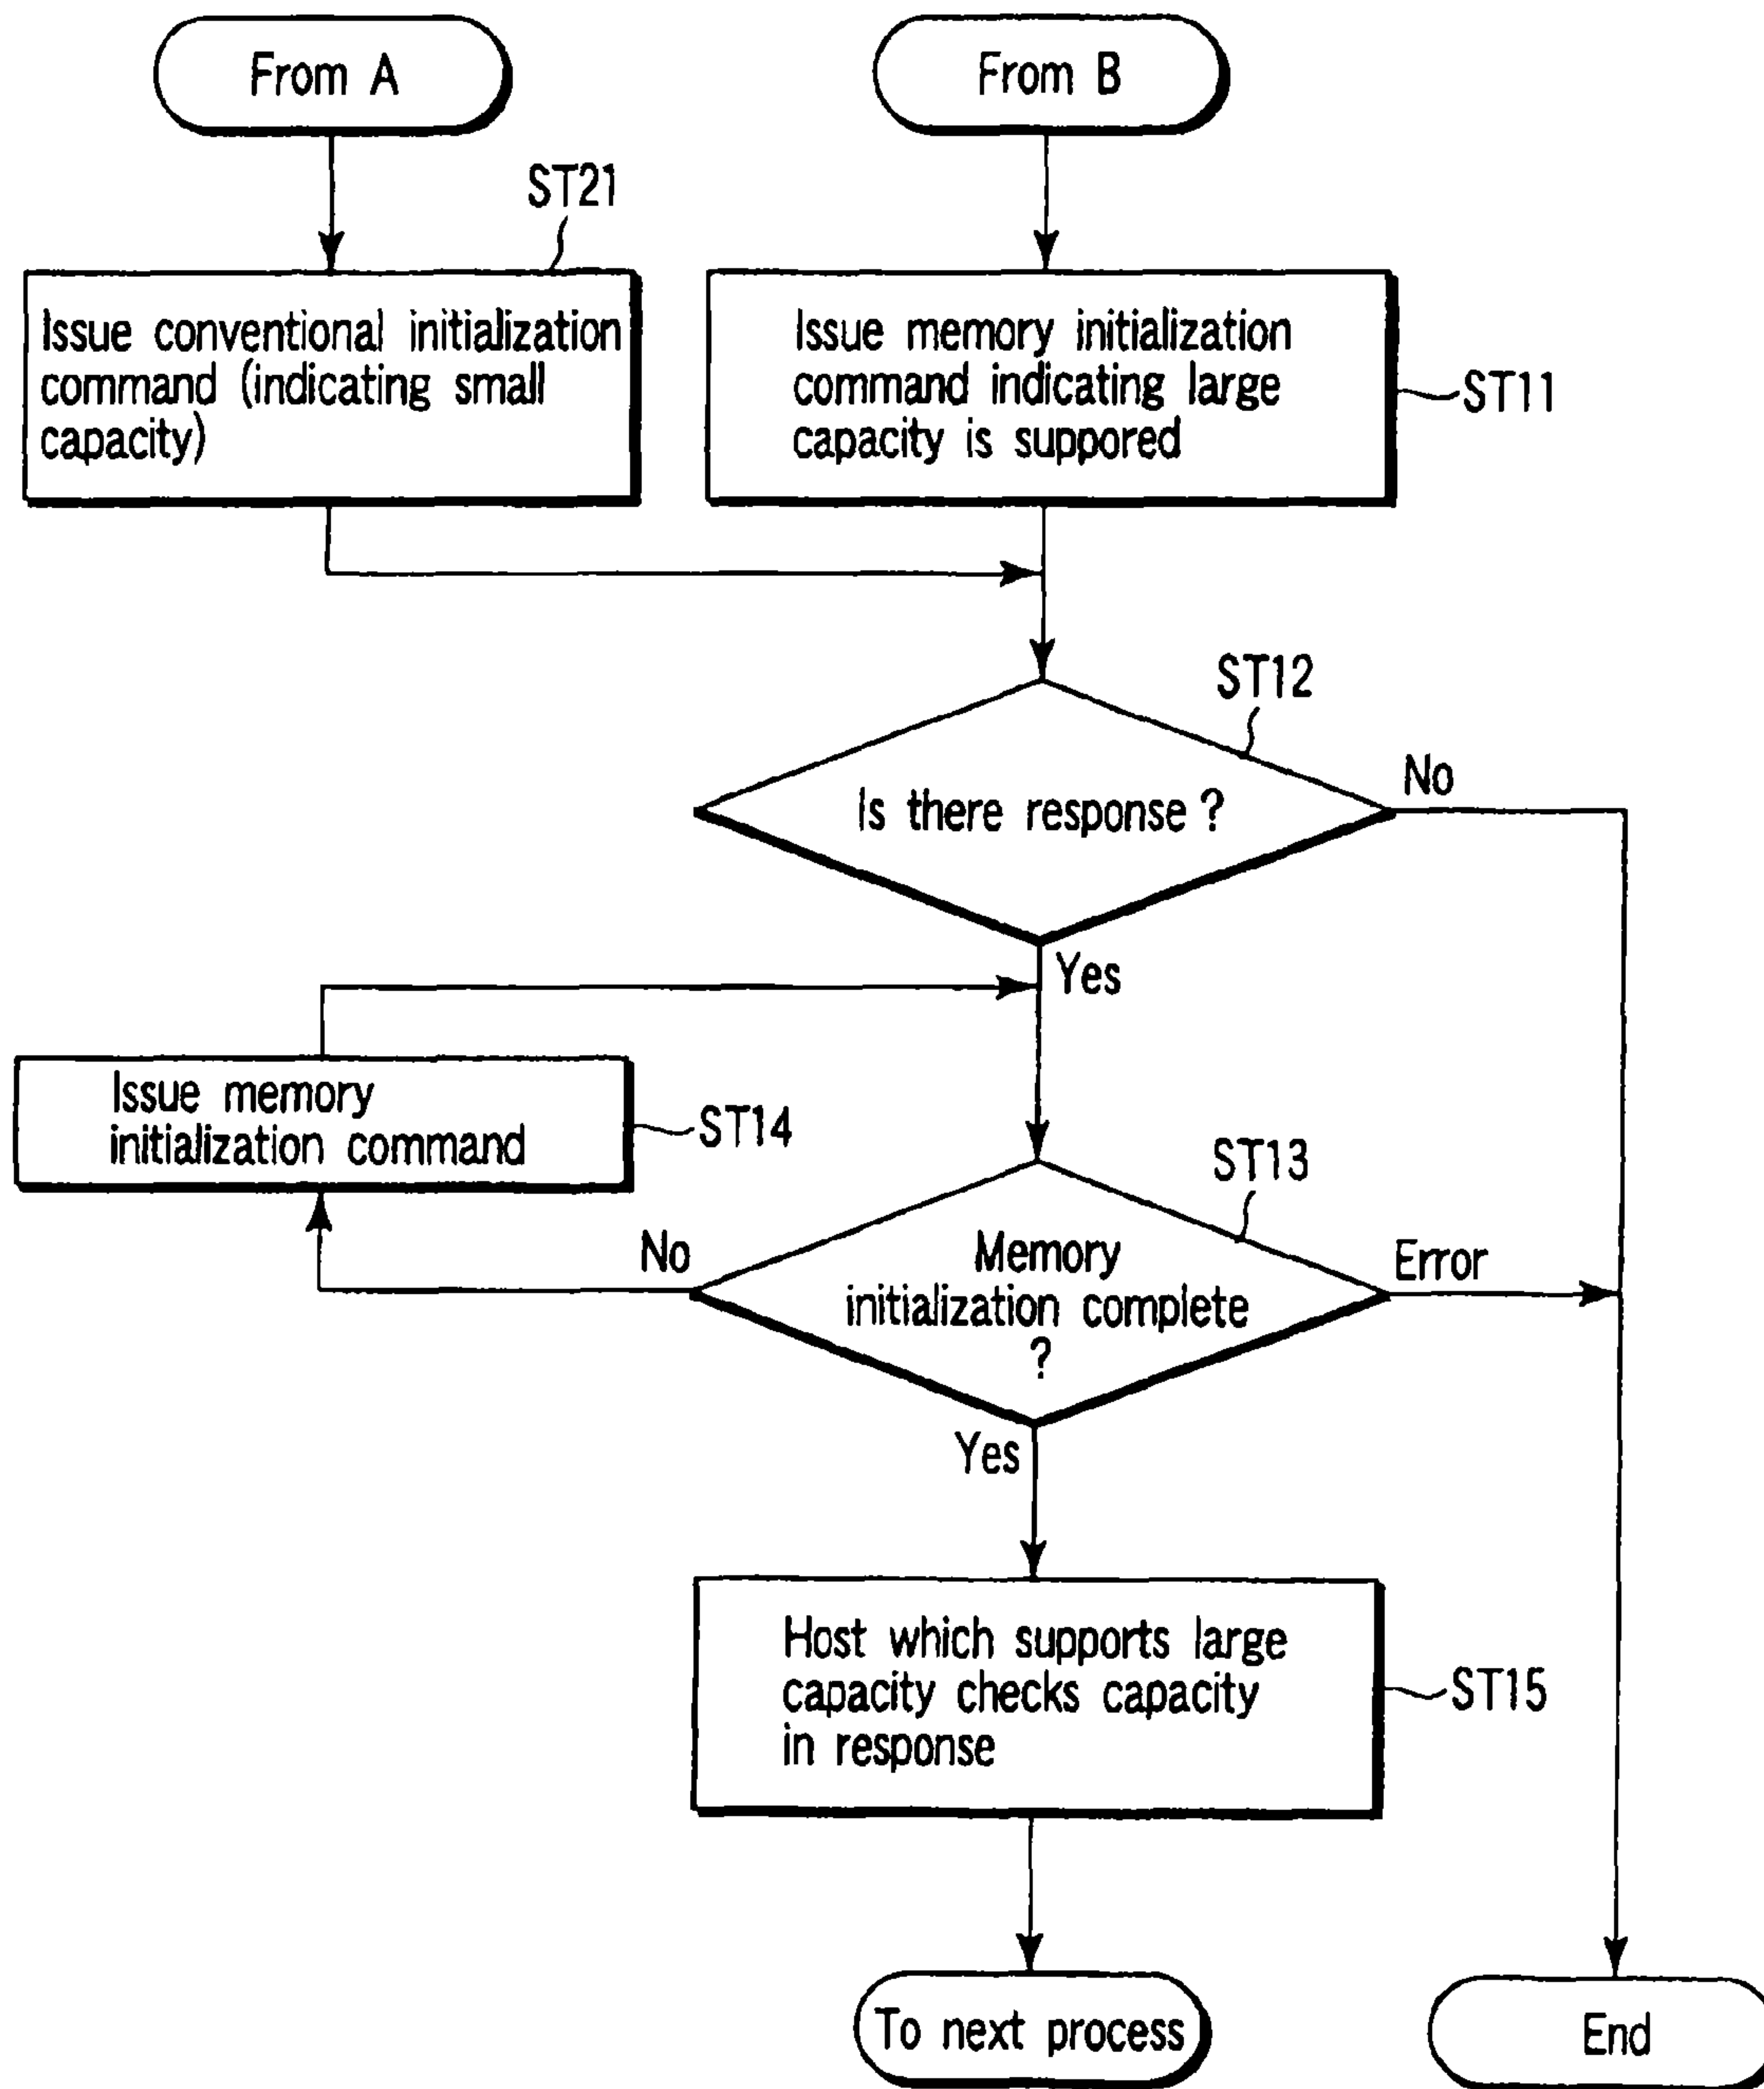 From A
From B
ST21
Issue conventional initialization
command (indicating small
capacity)
Issue memory initialization
command indicating large
capacity is suppored
ST11
ST12
Is there response ?
No
Yes
Issue memory
initialization command
ST14
ST13
Memory
initialization complete
?
No
Error
Yes
Host which supports large
capacity checks capacity
in response
ST15
To next process
End